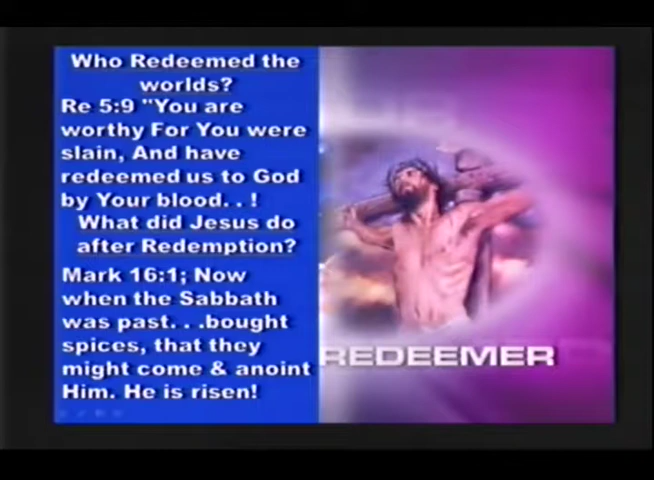 Who Redeemed the
worlds?
Re 5:9 "You are
worthy For You were
slain, And have
redeemed us to God
by Your blood. . !
What did Jesus do
after Redemption?
Mark 16:1; Now
when the Sabbath
was past. . .bought
spices, that they
might come & anoint
Him. He is risen!
REDEEMER